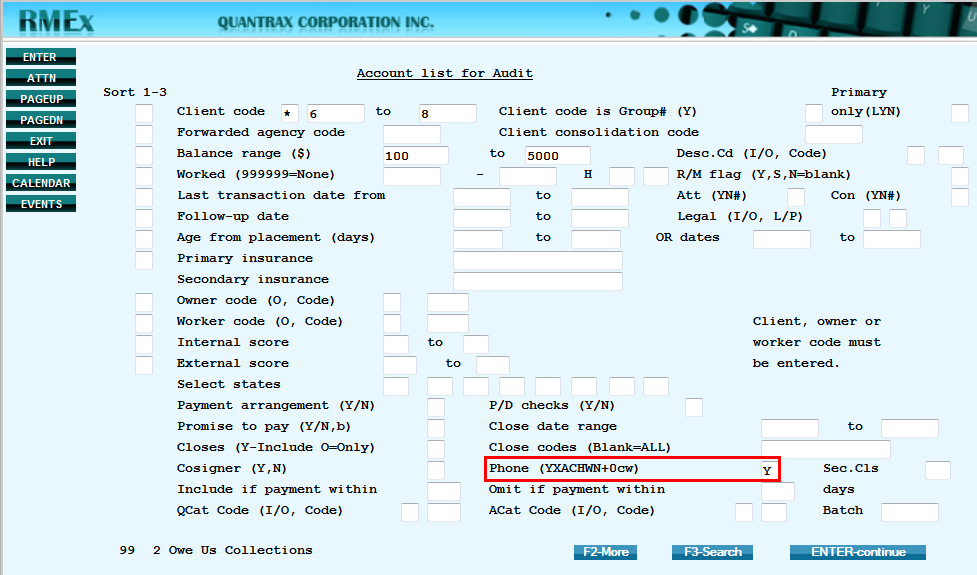 RMEx QUANTRAX CORPORATION INC.
ENTER
ATTN
PAGEUP
PAGEDN
EXIT
HELP
CALENDAR
EVENTS
Account list for Audit
Sort 1-3 Primary
Client code * 6 to 8 Client code is Group# (Y) only(LYN)
Forwarded agency code Client consolidation code
Balance range ($) 100 to 5000 Desc.Cd (I/O, Code)
Worked (999999=None) - H R/M flag (Y,S,N=blank)
Last transaction date from to Att (YN#) Con (YN#)
Follow-up date to Legal (I/O, L/P)
Age from placement (days) to OR dates to
Primary insurance
Secondary insurance
Owner code (O, Code)
Worker code (O, Code) Client, owner or
Internal score to worker code must
External score to be entered.
Select states
Payment arrangement (Y/N) P/D checks (Y/N)
Promise to pay (Y/N,b) Close date range to
Closes (Y-Include O=Only) Close codes (Blank=ALL)
Cosigner (Y,N) Phone (YXACHWN+0cw) Y Sec.Cls
Include if payment within Omit if payment within days
QCat Code (I/O, Code) ACat Code (I/O, Code) Batch
99 2 Owe Us Collections F2-More F3-Search ENTER-continue